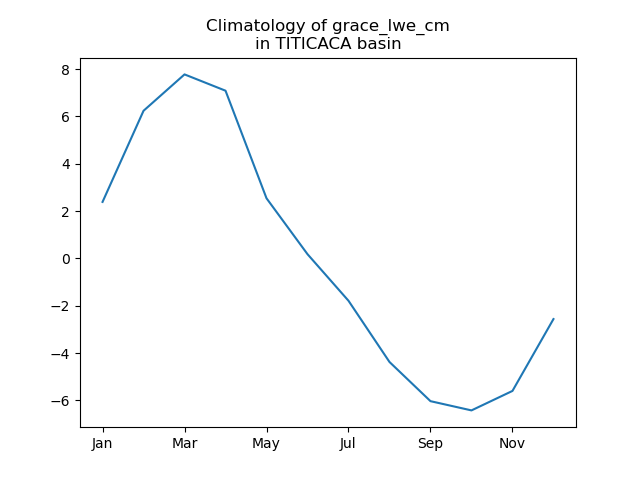 Climatology of grace_lwe_cm
in TITICACA basin
8
6
4
2
0
−2
−4
−6
Jan
Mar
May
Jul
Sep
Nov